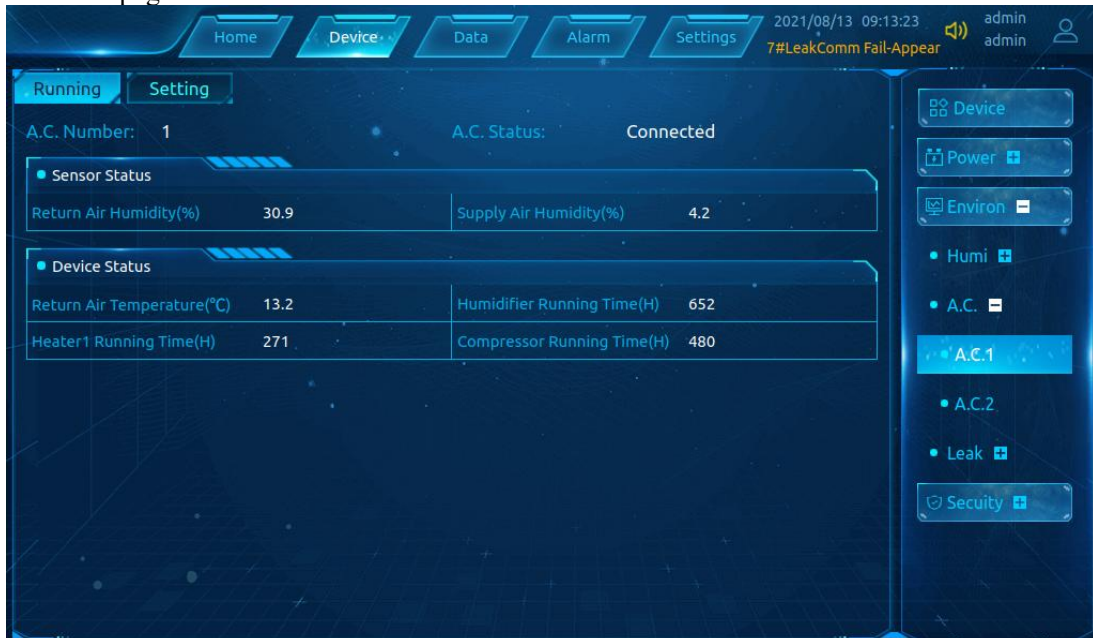 Home
Device
Data
Alarm
Settings
2021/08/13 09:13:23
7#LeakComm Fail-Appear
admin
admin
Running
Setting
A.C. Number: 1
A.C. Status: Connected
Sensor Status
Return Air Humidity(%) 30.9
Supply Air Humidity(%) 4.2
Device Status
Return Air Temperature(℃) 13.2
Humidifier Running Time(H) 652
Heater1 Running Time(H) 271
Compressor Running Time(H) 480
Device
Power
Environ
Humi
A.C.
A.C.1
A.C.2
Leak
Secuity